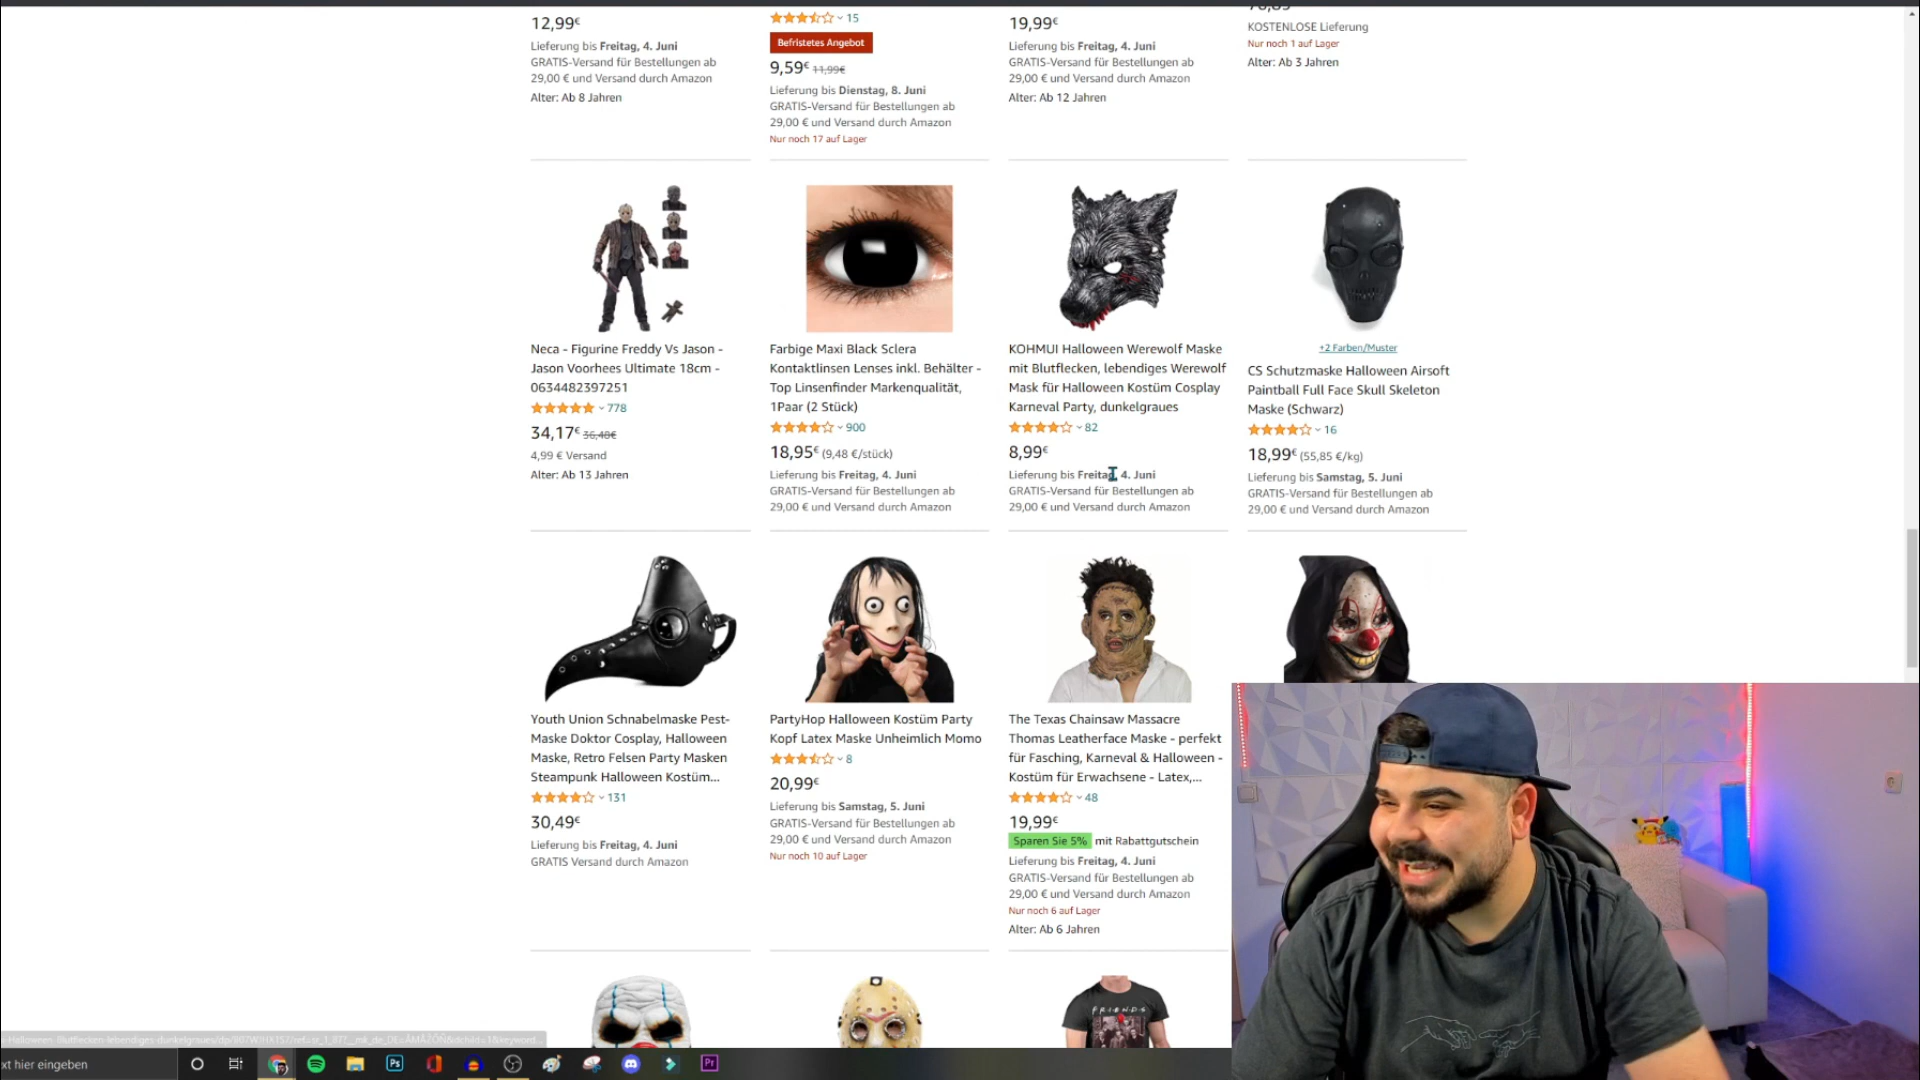 12,99€
Lieferung bis Freitag, 4. Juni
GRATIS-Versand für Bestellungen ab
29,00 € und Versand durch Amazon
Alter: Ab 8 Jahren
15
Befristetes Angebot
9,59€ 11,99€
Lieferung bis Dienstag, 8. Juni
GRATIS-Versand für Bestellungen ab
29,00 € und Versand durch Amazon
Nur noch 17 auf Lager
19,99€
Lieferung bis Freitag, 4. Juni
GRATIS-Versand für Bestellungen ab
29,00 € und Versand durch Amazon
Alter: Ab 12 Jahren
KOSTENLOSE Lieferung
Nur noch 1 auf Lager
Alter: Ab 3 Jahren
Neca - Figurine Freddy Vs Jason -
Jason Voorhees Ultimate 18cm -
0634482397251
778
34,17€ 36,48€
4,99 € Versand
Alter: Ab 13 Jahren
Farbige Maxi Black Sclera
Kontaktlinsen Lenses inkl. Behälter -
Top Linsenfinder Markenqualität,
1Paar (2 Stück)
900
18,95€ (9,48 €/stück)
Lieferung bis Freitag, 4. Juni
GRATIS-Versand für Bestellungen ab
29,00 € und Versand durch Amazon
KOHMUI Halloween Werewolf Maske
mit Blutflecken, lebendiges Werewolf
Mask für Halloween Kostüm Cosplay
Karneval Party, dunkelgraues
82
8,99€
Lieferung bis Freitag, 4. Juni
GRATIS-Versand für Bestellungen ab
29,00 € und Versand durch Amazon
+2 Farben/Muster
CS Schutzmaske Halloween Airsoft
Paintball Full Face Skull Skeleton
Maske (Schwarz)
16
18,99€ (55,85 €/kg)
Lieferung bis Samstag, 5. Juni
GRATIS-Versand für Bestellungen ab
29,00 € und Versand durch Amazon
Youth Union Schnabelmaske Pest-
Maske Doktor Cosplay, Halloween
Maske, Retro Felsen Party Masken
Steampunk Halloween Kostüm...
131
30,49€
Lieferung bis Freitag, 4. Juni
GRATIS Versand durch Amazon
PartyHop Halloween Kostüm Party
Kopf Latex Maske Unheimlich Momo
8
20,99€
Lieferung bis Samstag, 5. Juni
GRATIS-Versand für Bestellungen ab
29,00 € und Versand durch Amazon
Nur noch 10 auf Lager
The Texas Chainsaw Massacre
Thomas Leatherface Maske - perfekt
für Fasching, Karneval & Halloween -
Kostüm für Erwachsene - Latex,...
48
19,99€
Sparen Sie 5% mit Rabattgutschein
Lieferung bis Freitag, 4. Juni
GRATIS-Versand für Bestellungen ab
29,00 € und Versand durch Amazon
Nur noch 6 auf Lager
Alter: Ab 6 Jahren
FRIENDS
xt hier eingeben
Ps
Pr